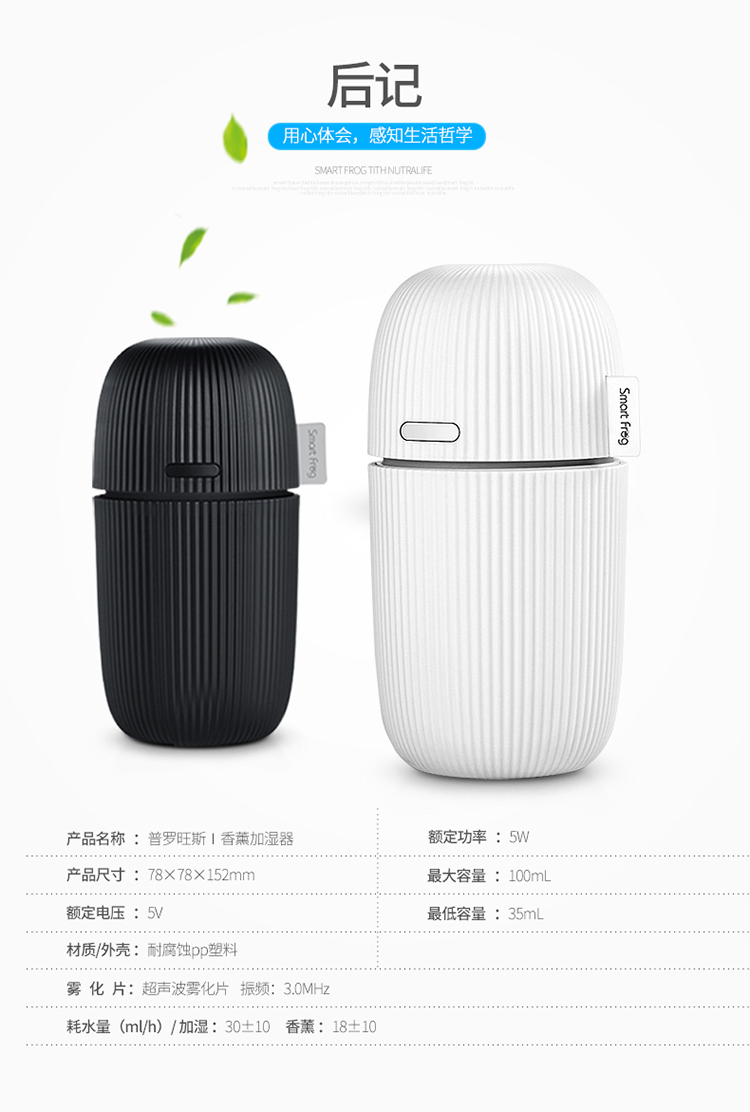 后记
用心体会，感知生活哲学
SMART FROG TITH NUTRALIFE
Smart frog
Smart frog
产品名称 ： 普罗旺斯 I 香薰加湿器
额定功率 ： 5W
产品尺寸 ： 78×78×152mm
最大容量 ： 100mL
额定电压 ： 5V
最低容量 ： 35mL
材质/外壳 ： 耐腐蚀pp塑料
雾 化 片： 超声波雾化片 振频： 3.0MHz
耗水量（ml/h）/ 加湿 ： 30±10 香薰 ： 18±10